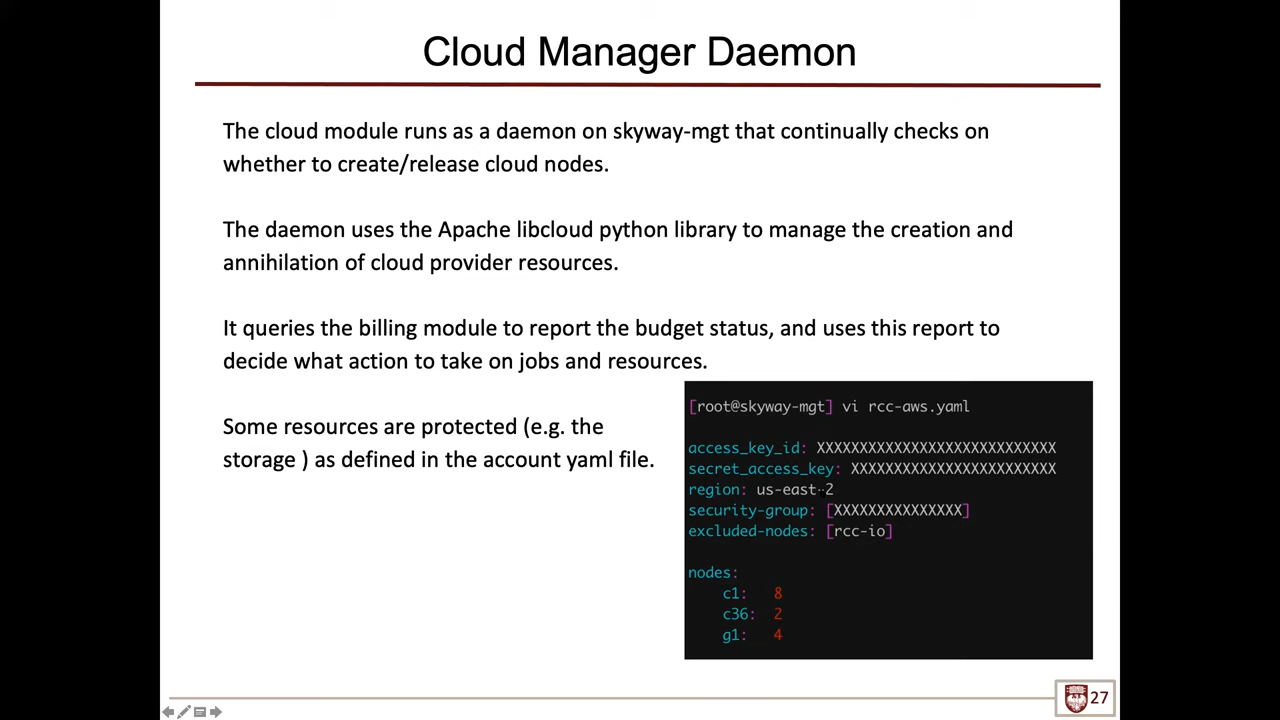 Cloud Manager Daemon
The cloud module runs as a daemon on skyway-mgt that continually checks on
whether to create/release cloud nodes.
The daemon uses the Apache libcloud python library to manage the creation and
annihilation of cloud provider resources.
It queries the billing module to report the budget status, and uses this report to
decide what action to take on jobs and resources.
Some resources are protected (e.g. the
storage ) as defined in the account yaml file.
[root@skyway-mgt] vi rcc-aws.yaml
access_key_id: XXXXXXXXXXXXXXXXXXXXXXXXXXXX
secret_access_key: XXXXXXXXXXXXXXXXXXXXXXXX
region: us-east-2
security-group: [XXXXXXXXXXXXXXX]
excluded-nodes: [rcc-io]
nodes:
c1: 8
c36: 2
g1: 4
27